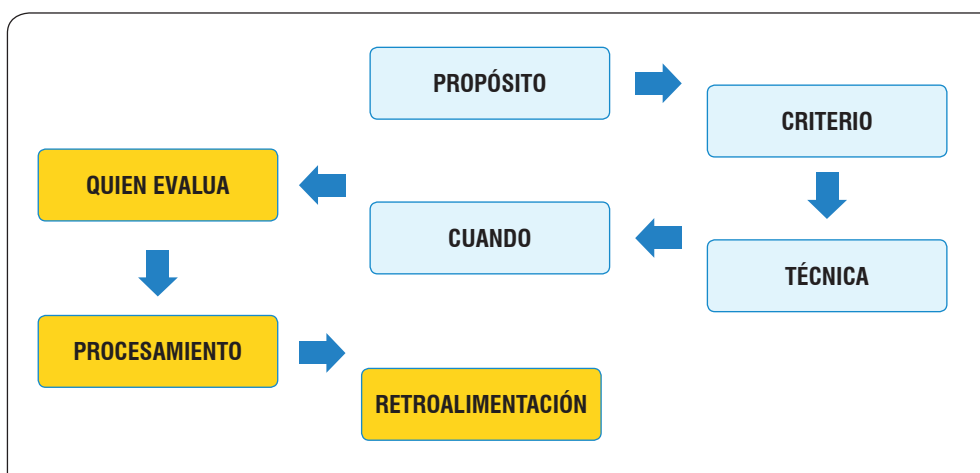 PROPÓSITO
CRITERIO
TÉCNICA
CUANDO
QUIEN EVALUA
PROCESAMIENTO
RETROALIMENTACIÓN